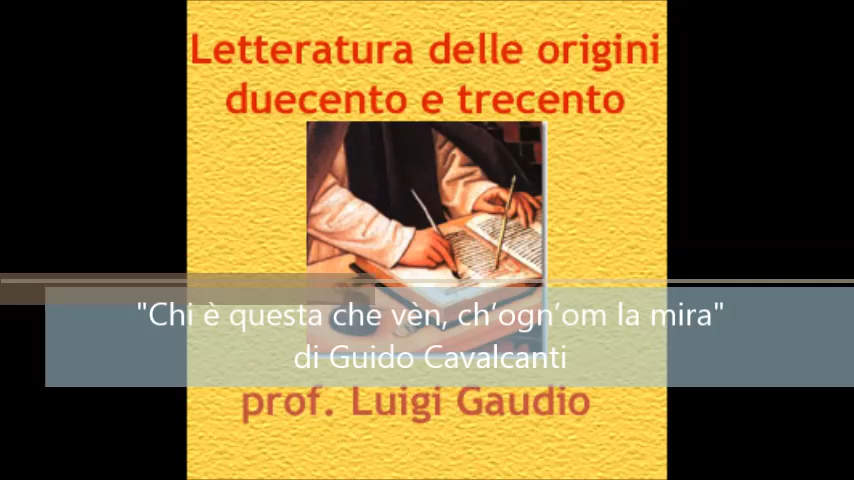 Letteratura delle origini
duecento e trecento
"Chi è questa che vèn, ch’ogn’om la mira"
di Guido Cavalcanti
prof. Luigi Gaudio